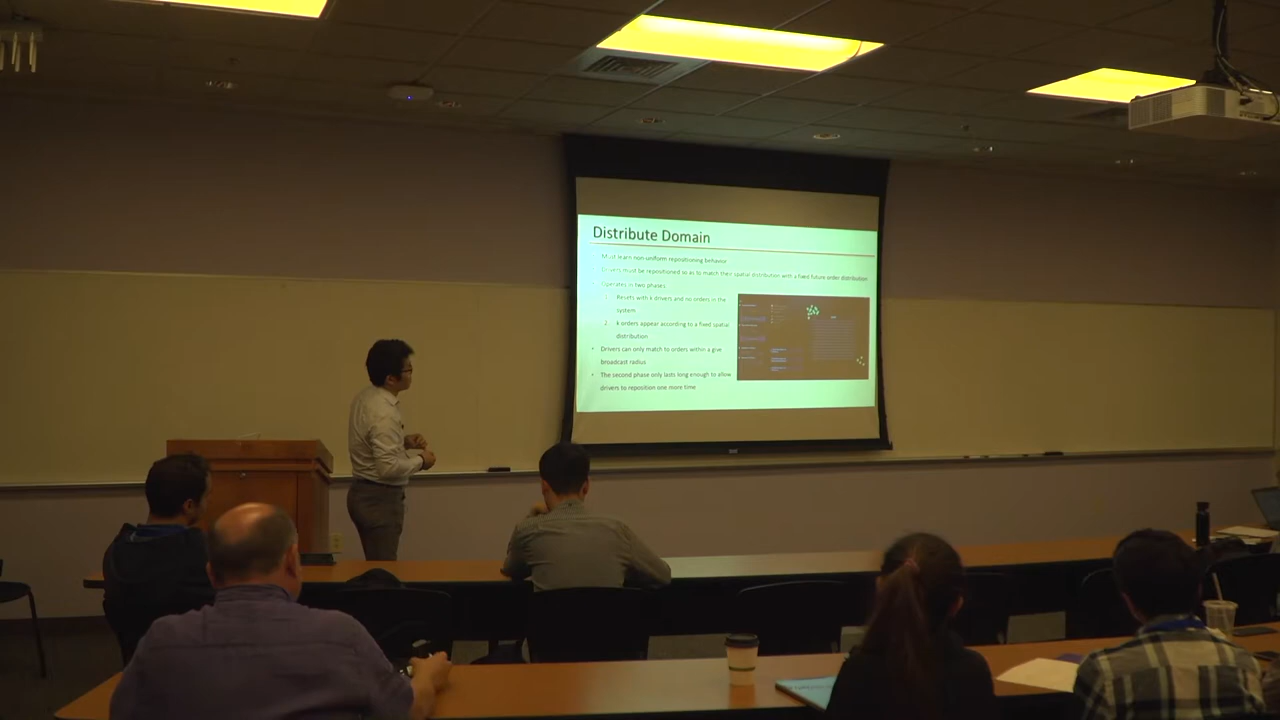 Distribute Domain
Must learn non-uniform repositioning behavior
Drivers must be repositioned so as to match their spatial distribution with a fixed future order distribution
Operates in two phases
1. Resets with k drivers and no orders in the
system
2. k orders appear according to a fixed spatial
distribution
• Drivers can only match to orders within a give
broadcast radius
• The second phase only lasts long enough to allow
drivers to reposition one more time